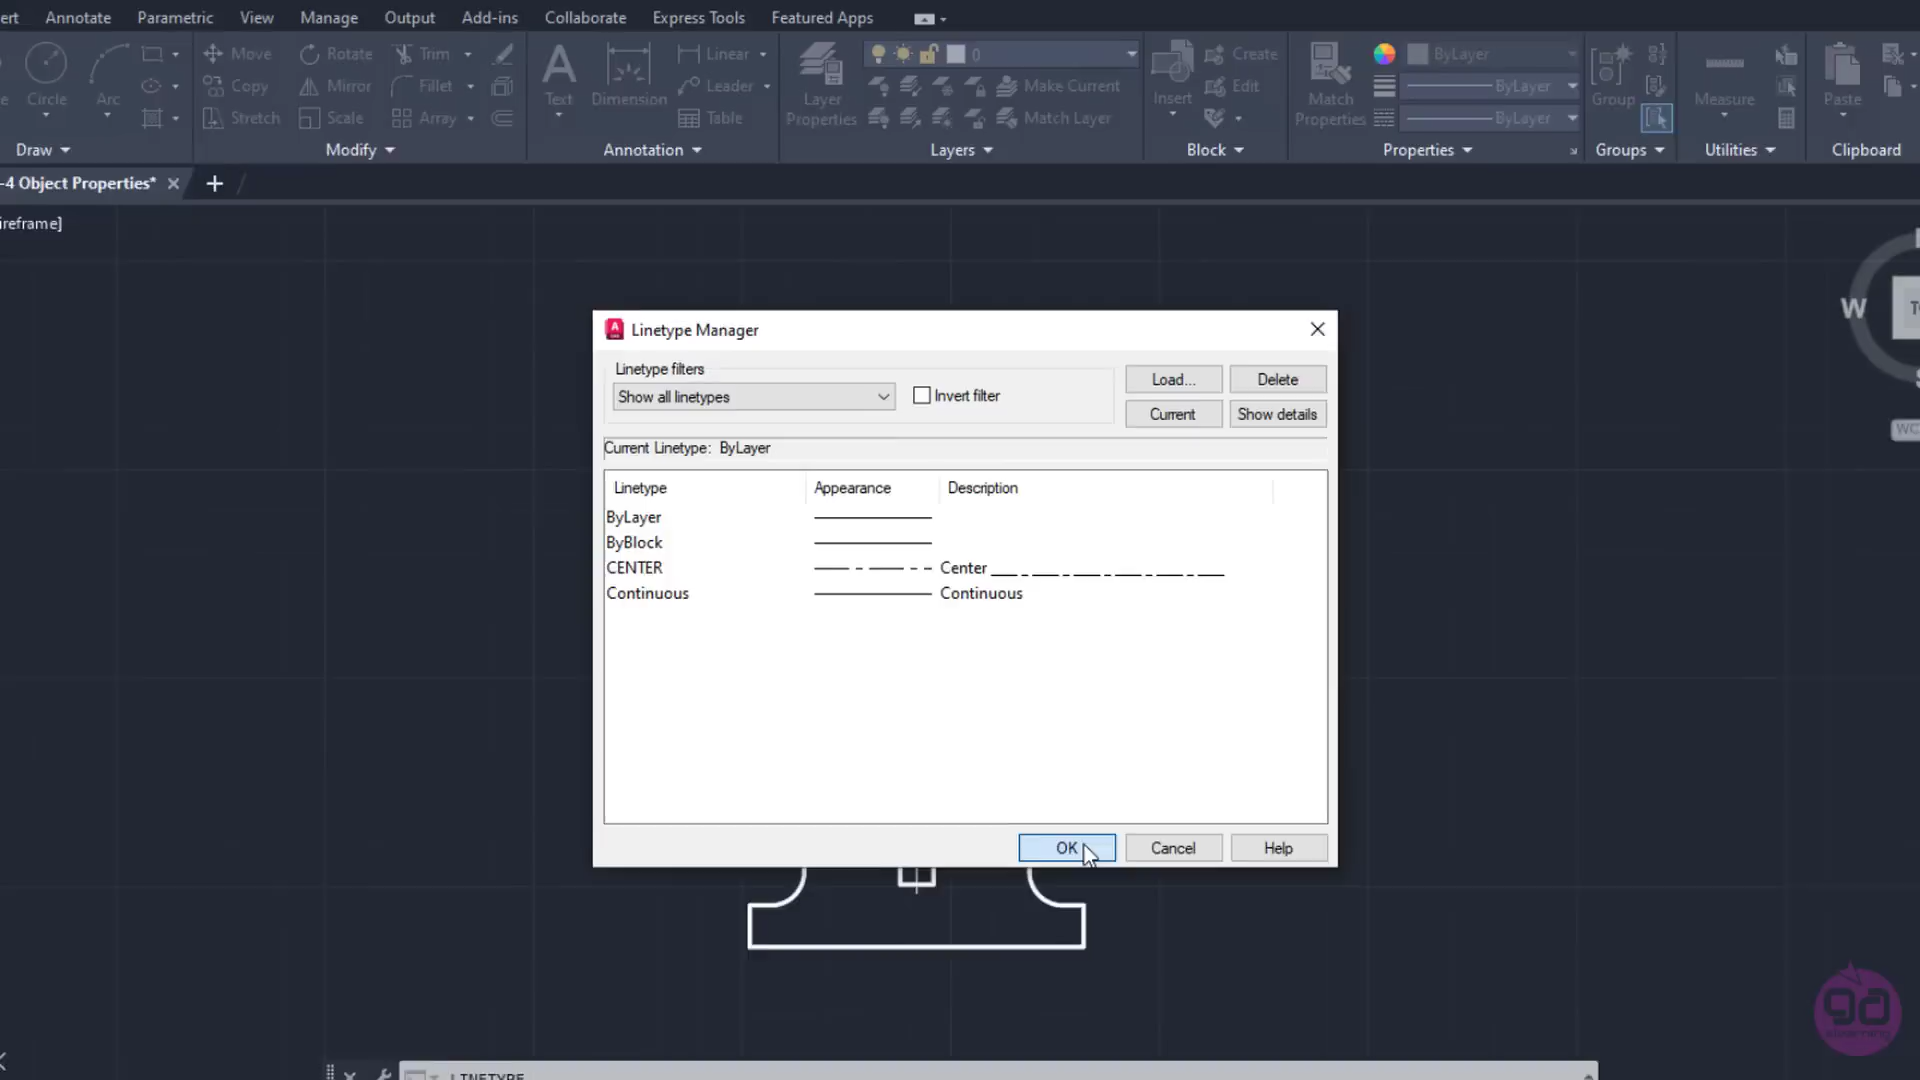 ert Annotate Parametric View Manage Output Add-ins Collaborate Express Tools Featured Apps
Move Rotate Trim Linear 0 Create ByLayer
Copy Mirror Fillet Leader Make Current Edit ByLayer
Circle Arc Text Dimension Layer Properties Insert Match Properties Group Measure Paste
Stretch Scale Array Table Match Layer ByLayer
Draw Modify Annotation Layers Block Properties Groups Utilities Clipboard
-4 Object Properties*
ireframe]
W
Linetype Manager
Linetype filters
Show all linetypes Invert filter
Load... Delete
Current Show details
Current Linetype: ByLayer
Linetype Appearance Description
ByLayer
ByBlock
CENTER Center
Continuous Continuous
OK Cancel Help
LINETYPE
ga
elearning